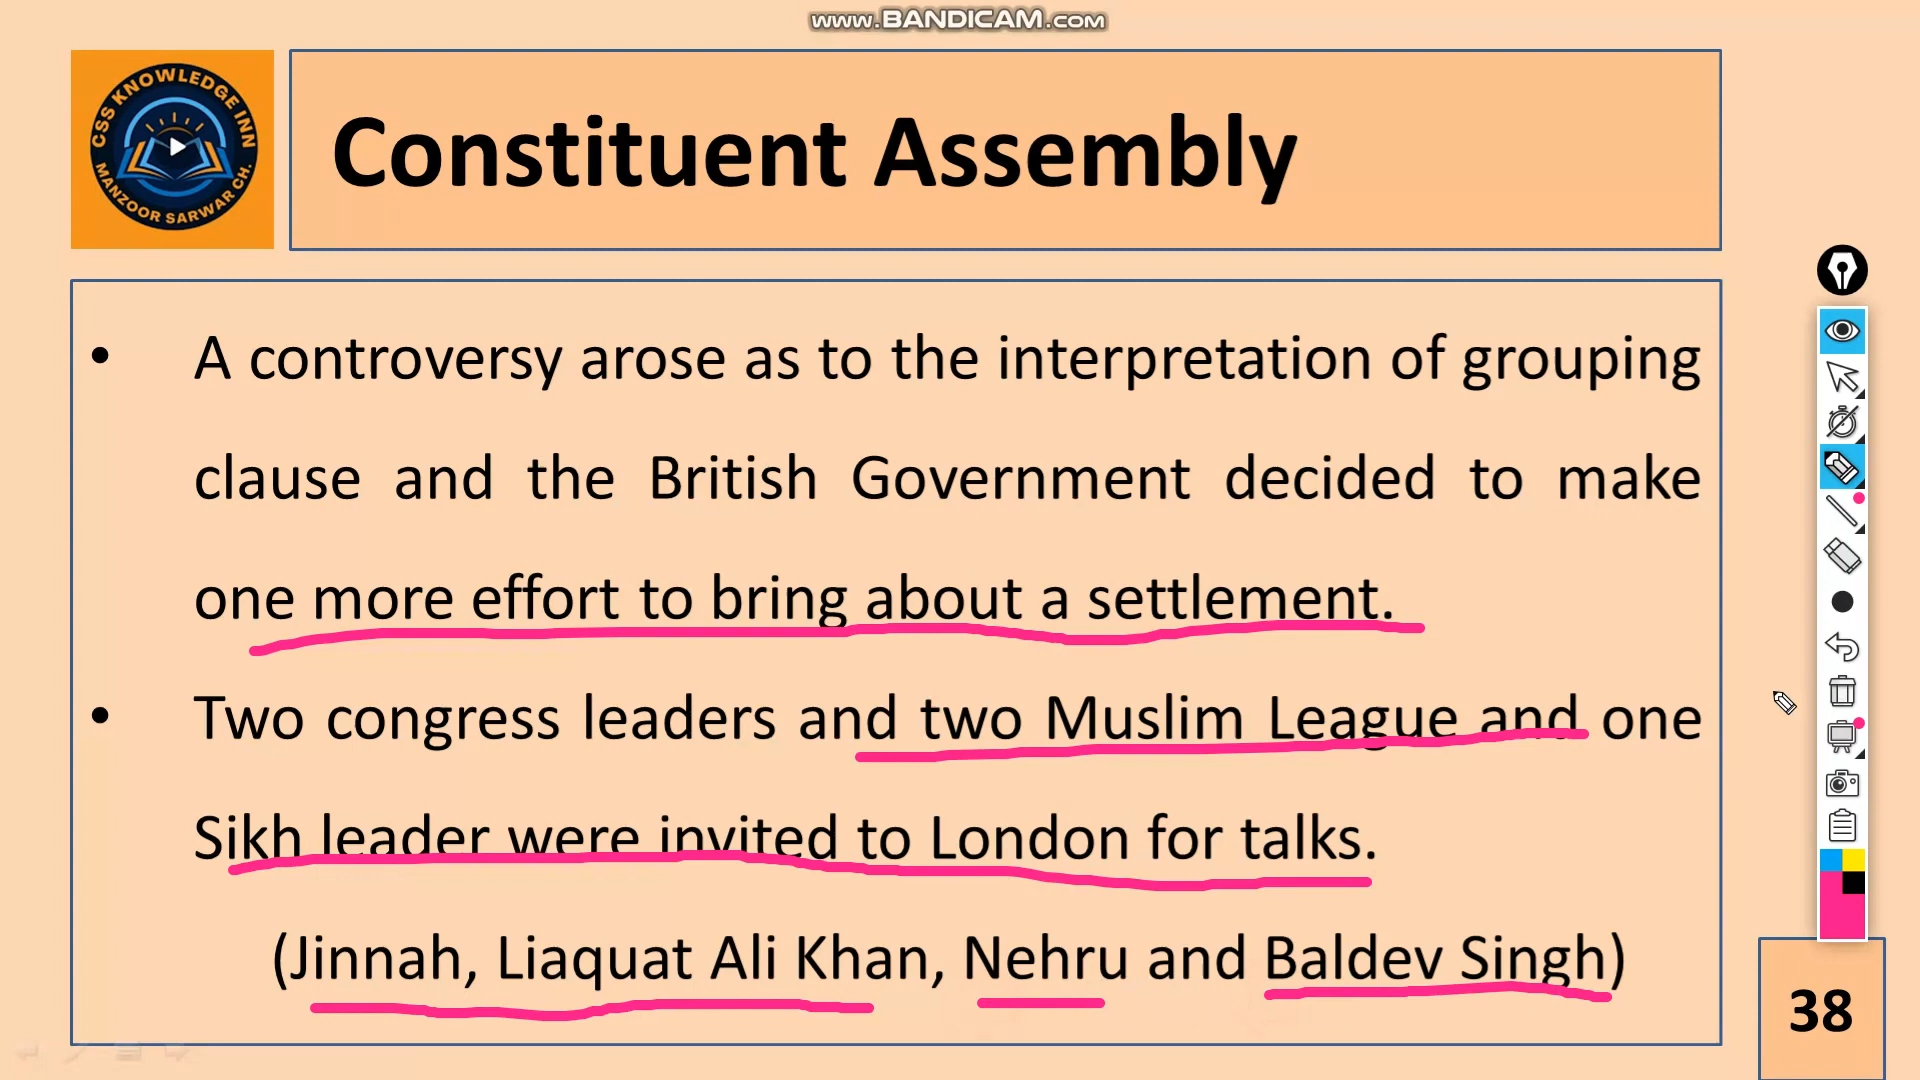 www.BANDICAM.com
CSS KNOWLEDGE INN
MANZOOR SARWAR CH.
Constituent Assembly
• A controversy arose as to the interpretation of grouping
clause and the British Government decided to make
one more effort to bring about a settlement.
• Two congress leaders and two Muslim League and one
Sikh leader were invited to London for talks.
(Jinnah, Liaquat Ali Khan, Nehru and Baldev Singh)
38